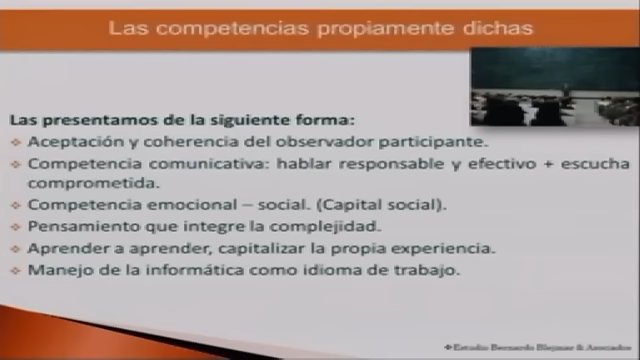 Las competencias propiamente dichas
Las presentamos de la siguiente forma:
Aceptación y coherencia del observador participante.
Competencia comunicativa: hablar responsable y efectivo + escucha
comprometida.
Competencia emocional – social. (Capital social).
Pensamiento que integre la complejidad.
Aprender a aprender, capitalizar la propia experiencia.
Manejo de la informática como idioma de trabajo.
Estudio Bernardo Blejmar & Asociados